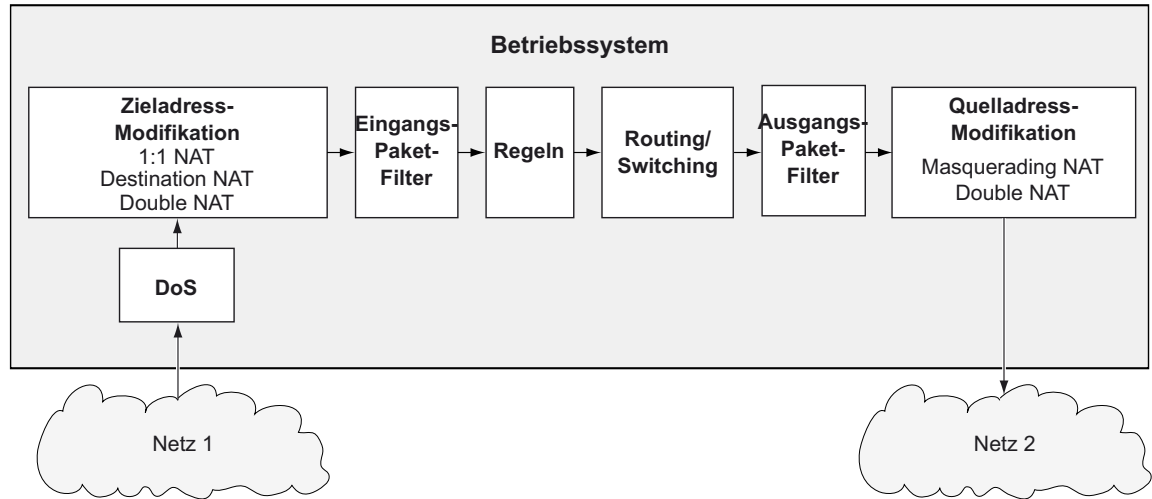 Betriebssystem
Zieladress-
Modifikation
1:1 NAT
Destination NAT
Double NAT
Eingangs-
Paket-
Filter
Regeln
Routing/
Switching
Ausgangs-
Paket-
Filter
Quelladress-
Modifikation
Masquerading NAT
Double NAT
DoS
Netz 1
Netz 2